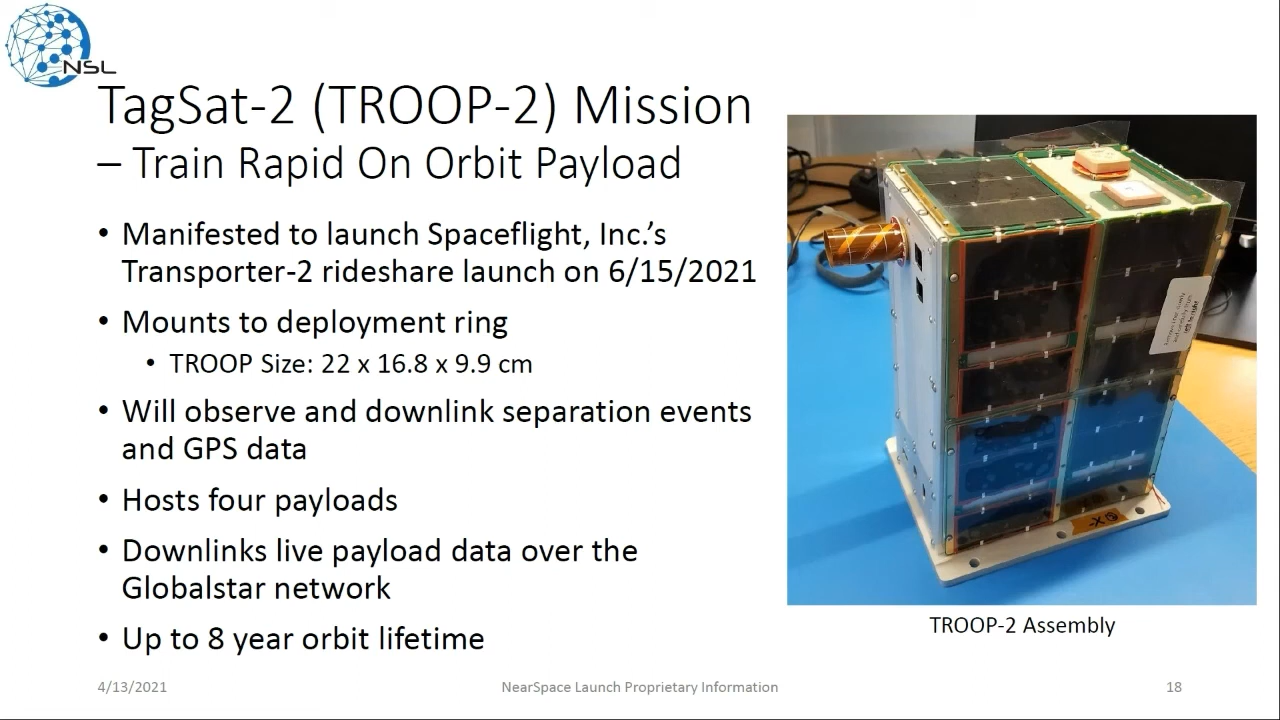 NSL
TagSat-2 (TROOP-2) Mission
– Train Rapid On Orbit Payload
• Manifested to launch Spaceflight, Inc.’s
Transporter-2 rideshare launch on 6/15/2021
• Mounts to deployment ring
• TROOP Size: 22 x 16.8 x 9.9 cm
• Will observe and downlink separation events
and GPS data
• Hosts four payloads
• Downlinks live payload data over the
Globalstar network
• Up to 8 year orbit lifetime
-X
TROOP-2 Assembly
4/13/2021
NearSpace Launch Proprietary Information
18